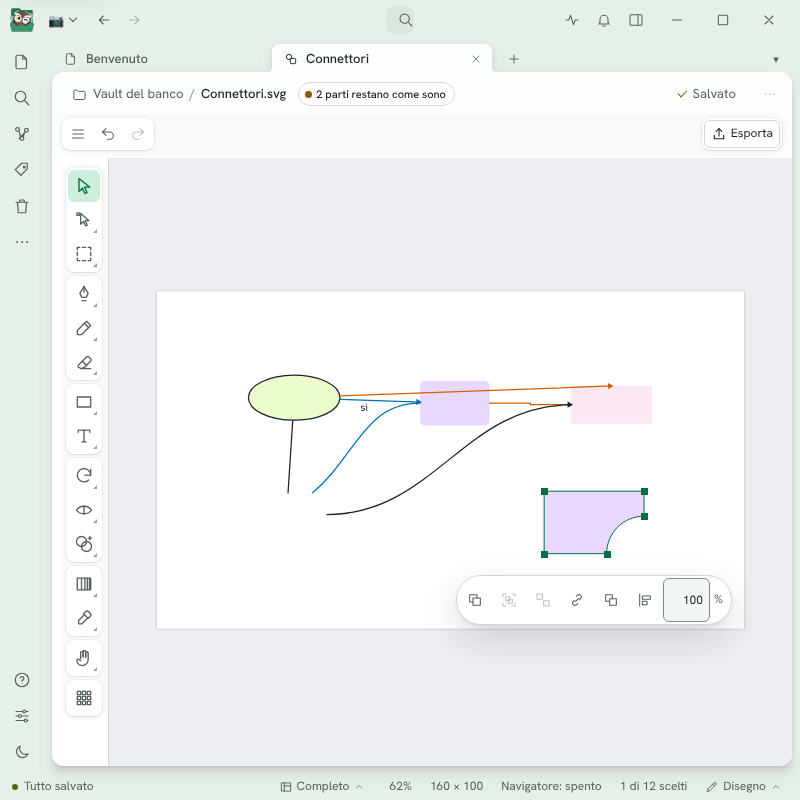 Benvenuto
Connettori
Vault del banco / Connettori.svg
2 parti restano come sono
Salvato
Esporta
sì
100 %
Tutto salvato
Completo
62%
160 × 100
Navigatore: spento
1 di 12 scelti
Disegno